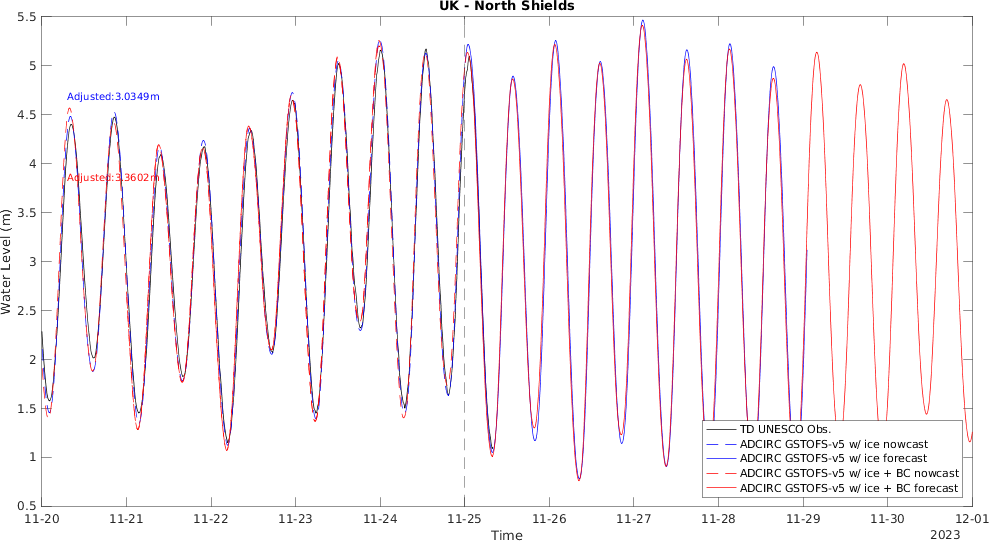 UK - North Shields
5.5
5
4.5
4
3.5
3
2.5
2
1.5
1
0.5
Water Level (m)
Adjusted:3.0349m
Adjusted:3.3602m
TD UNESCO Obs.
ADCIRC GSTOFS-v5 w/ ice nowcast
ADCIRC GSTOFS-v5 w/ ice forecast
ADCIRC GSTOFS-v5 w/ ice + BC nowcast
ADCIRC GSTOFS-v5 w/ ice + BC forecast
11-20 11-21 11-22 11-23 11-24 11-25 11-26 11-27 11-28 11-29 11-30 12-01
Time
2023